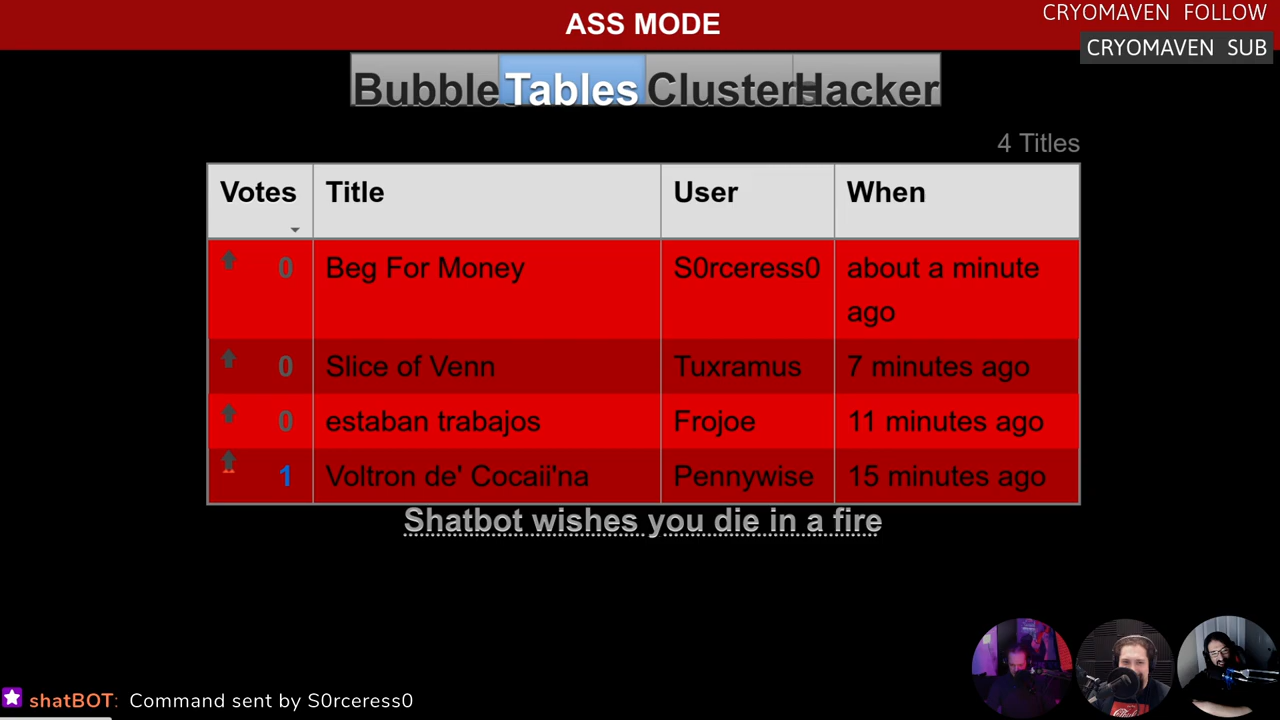 ASS MODE
CRYOMAVEN FOLLOW
CRYOMAVEN SUB
Bubble Tables Cluster Hacker
4 Titles
Votes Title User When
0 Beg For Money S0rceress0 about a minute
ago
0 Slice of Venn Tuxramus 7 minutes ago
0 estaban trabajos Frojoe 11 minutes ago
1 Voltron de' Cocaii'na Pennywise 15 minutes ago
Shatbot wishes you die in a fire
shatBOT: Command sent by S0rceress0